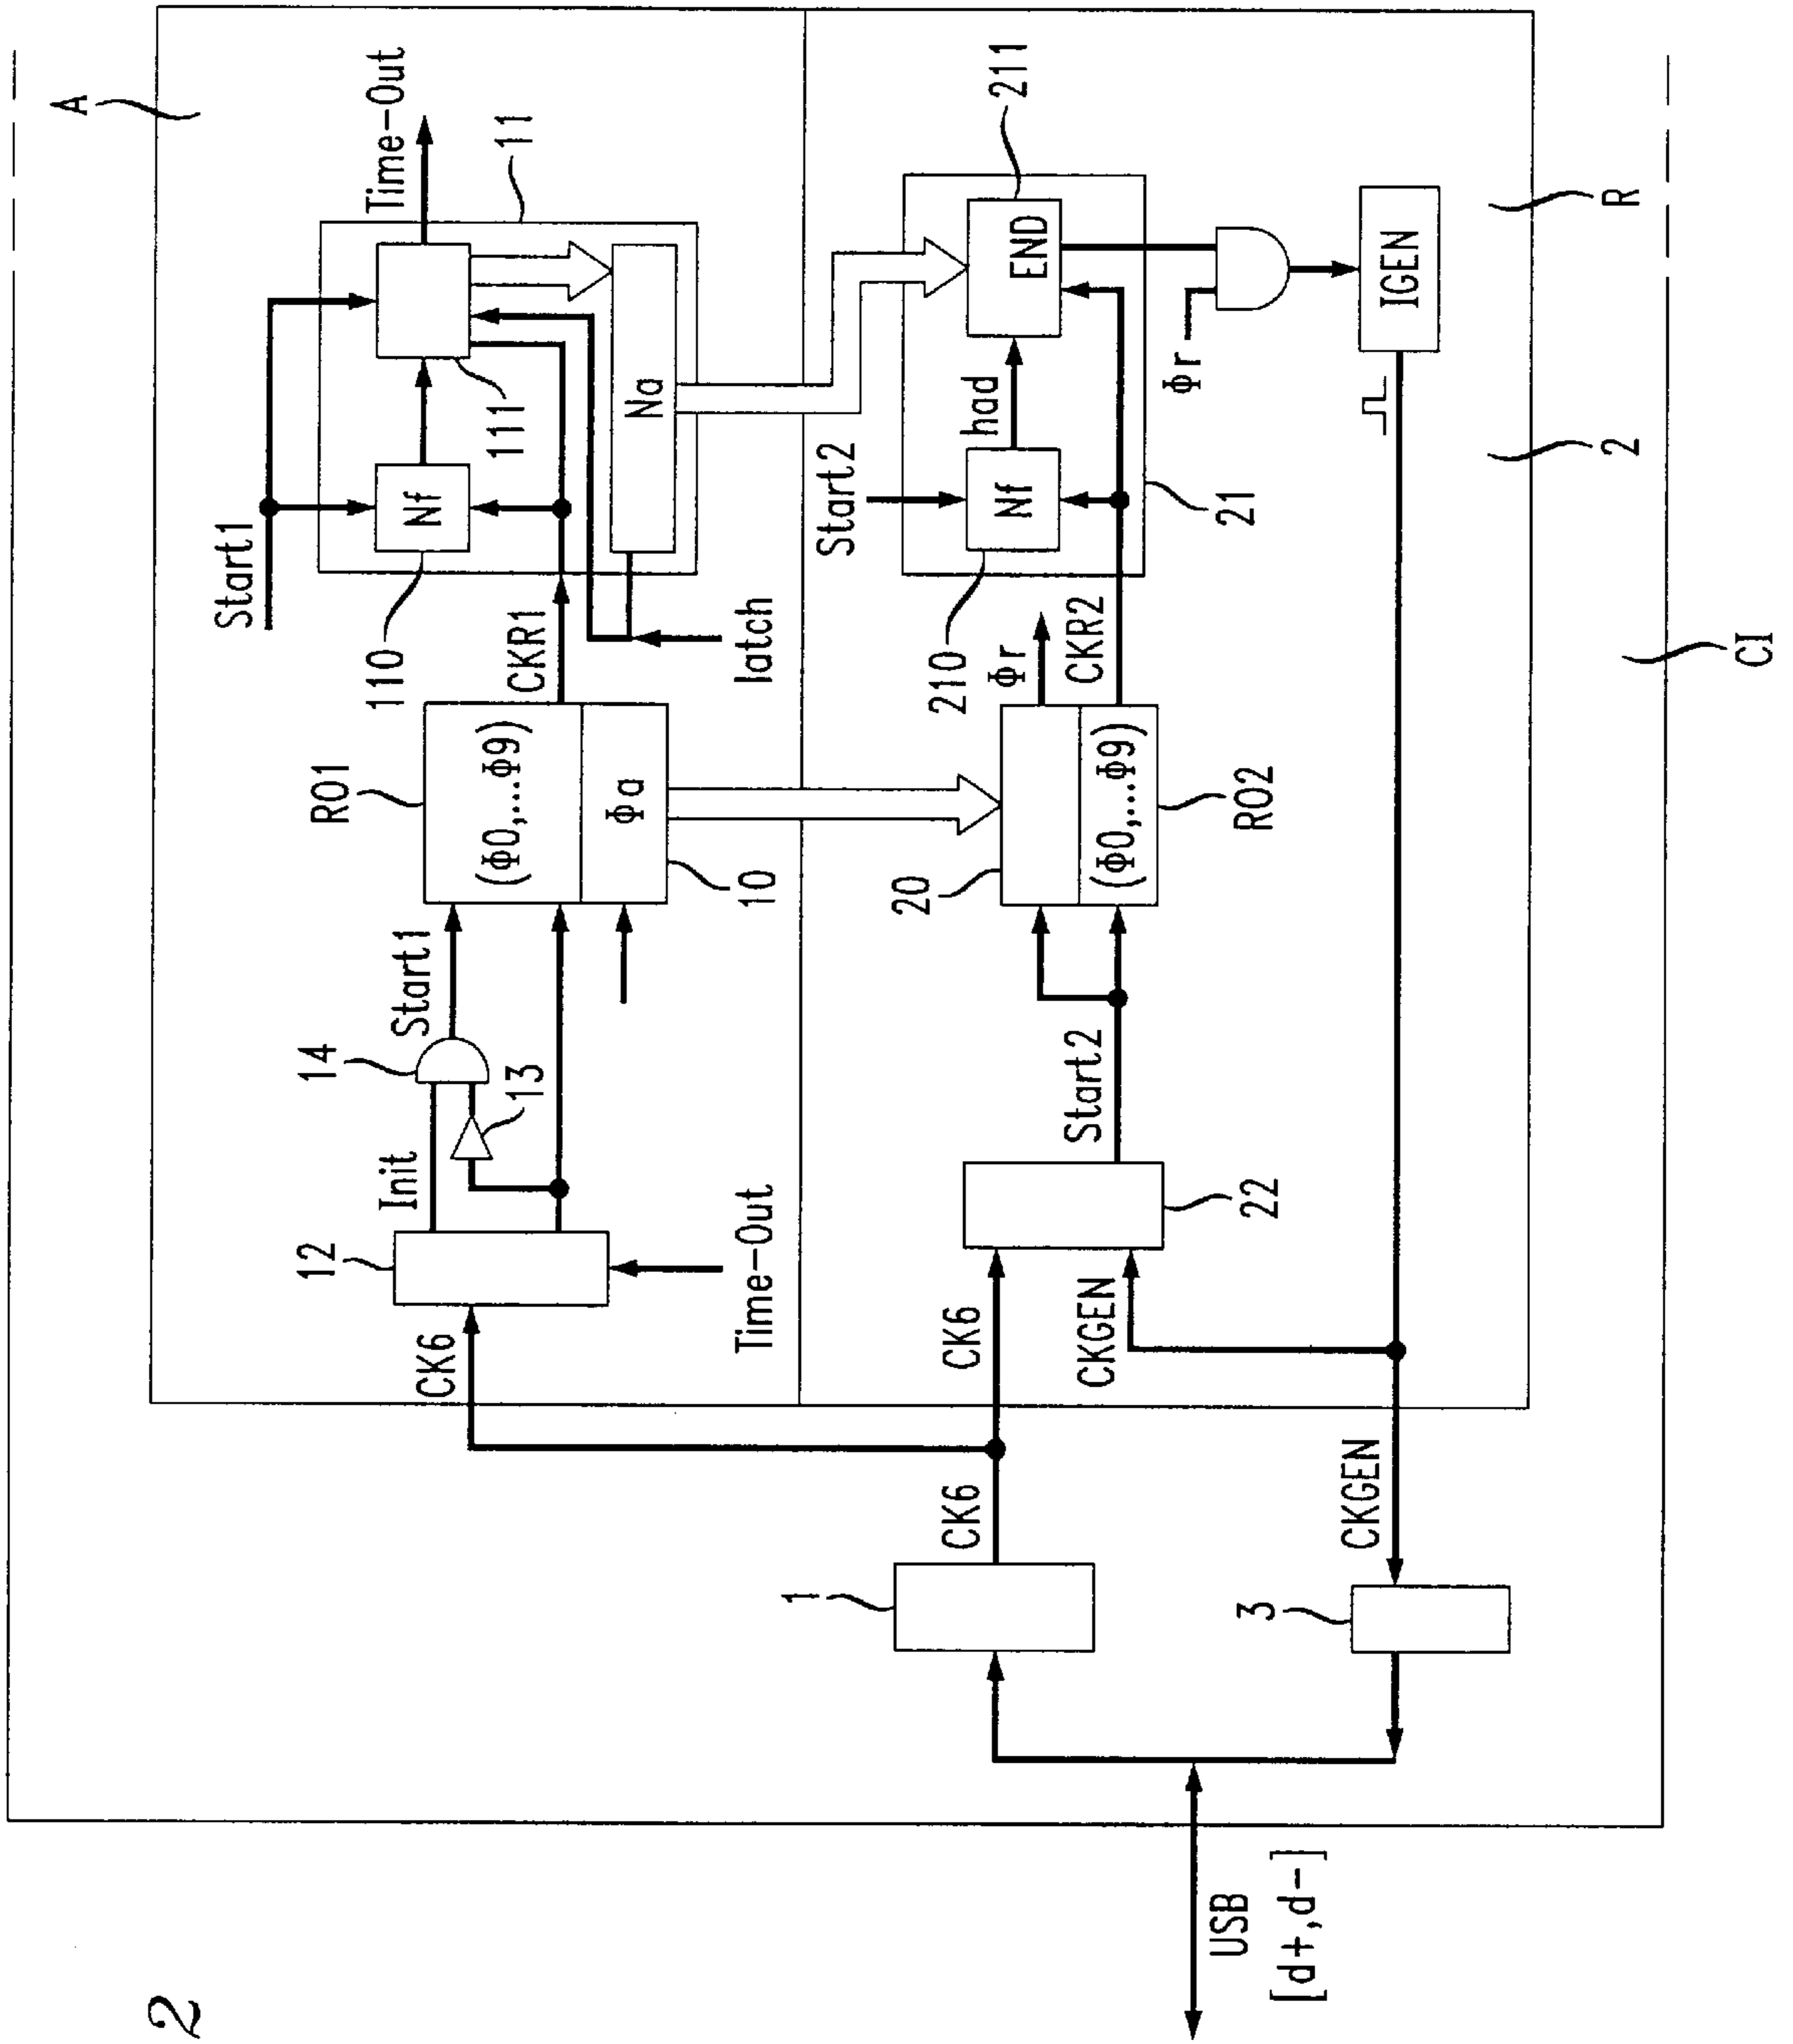 2
A
Start1
Time-Out
11
Nf
110
111
Na
latch
CKR1
RO1
(Φ0,...Φ9)
Φa
10
Start1
14
13
Init
12
Time-Out
CK6
Start2
Nf
had
END
211
210
21
Φr
CKR2
Φr
20
(Φ0,...Φ9)
RO2
Start2
22
CK6
CKGEN
IGEN
R
2
CI
CK6
1
CKGEN
3
USB
[d+,d-]